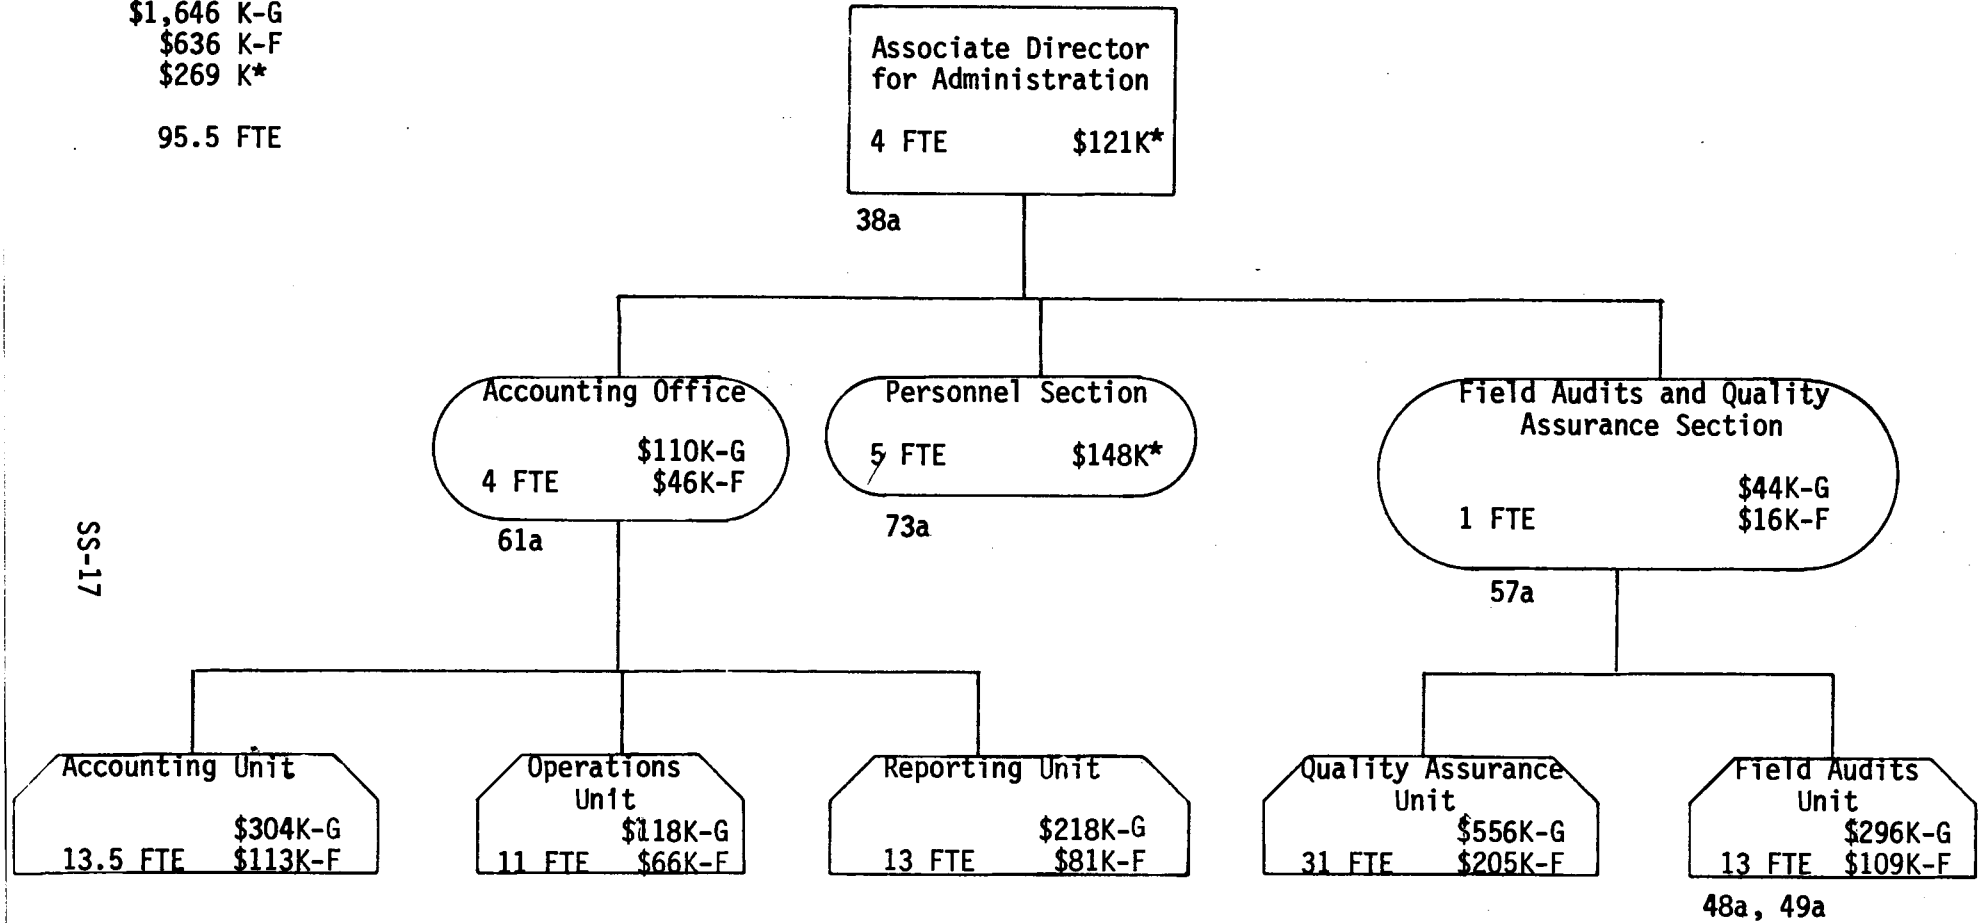 $1,646 K-G
$636 K-F
$269 K*
95.5 FTE
Associate Director
for Administration
4 FTE $121K*
38a
Accounting Office
$110K-G
4 FTE $46K-F
61a
Personnel Section
5 FTE $148K*
73a
Field Audits and Quality
Assurance Section
$44K-G
1 FTE $16K-F
57a
SS-17
Accounting Unit
$304K-G
13.5 FTE $113K-F
Operations
Unit
$118K-G
11 FTE $66K-F
Reporting Unit
$218K-G
13 FTE $81K-F
Quality Assurance
Unit
$556K-G
31 FTE $205K-F
Field Audits
Unit
$296K-G
13 FTE $109K-F
48a, 49a